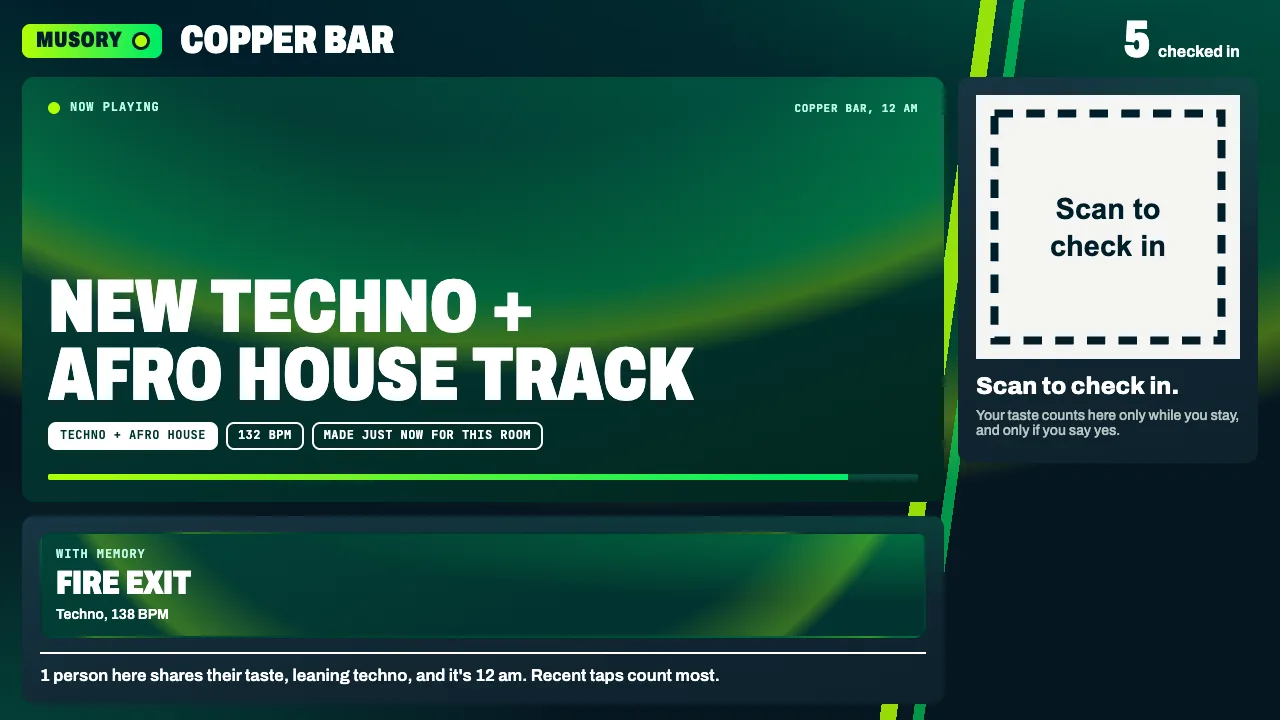 MUSORY
COPPER BAR
5 checked in
NOW PLAYING
COPPER BAR, 12 AM
NEW TECHNO +
AFRO HOUSE TRACK
TECHNO + AFRO HOUSE
132 BPM
MADE JUST NOW FOR THIS ROOM
Scan to
check in
Scan to check in.
Your taste counts here only while you stay,
and only if you say yes.
WITH MEMORY
FIRE EXIT
Techno, 138 BPM
1 person here shares their taste, leaning techno, and it's 12 am. Recent taps count most.